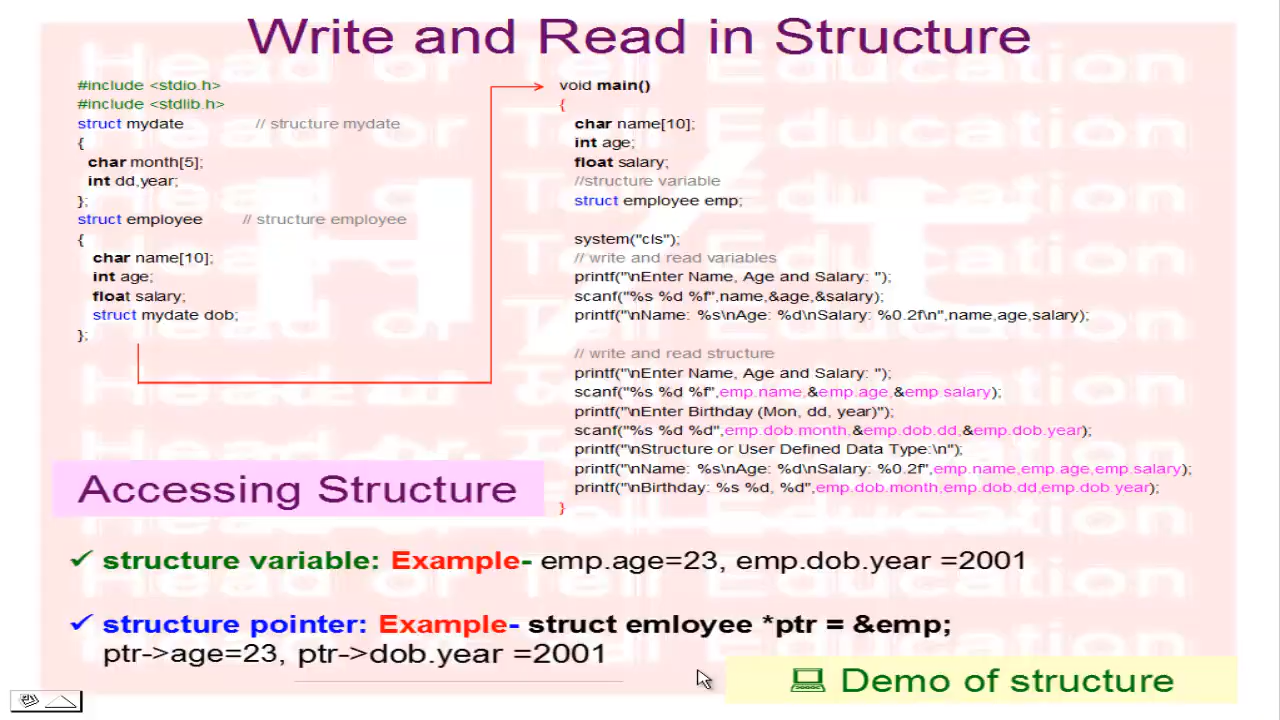 Write and Read in Structure
#include <stdio.h>
#include <stdlib.h>
struct mydate // structure mydate
{
char month[5];
int dd,year;
};
struct employee // structure employee
{
char name[10];
int age;
float salary;
struct mydate dob;
};
void main()
{
char name[10];
int age;
float salary;
//structure variable
struct employee emp;
system("cls");
// write and read variables
printf("\nEnter Name, Age and Salary: ");
scanf("%s %d %f",name,&age,&salary);
printf("\nName: %s\nAge: %d\nSalary: %0.2f\n",name,age,salary);
// write and read structure
printf("\nEnter Name, Age and Salary: ");
scanf("%s %d %f",emp.name,&emp.age,&emp.salary);
printf("\nEnter Birthday (Mon, dd, year)");
scanf("%s %d %d",emp.dob.month,&emp.dob.dd,&emp.dob.year);
printf("\nStructure or User Defined Data Type:\n");
printf("\nName: %s\nAge: %d\nSalary: %0.2f",emp.name,emp.age,emp.salary);
printf("\nBirthday: %s %d, %d",emp.dob.month,emp.dob.dd,emp.dob.year);
}
Accessing Structure
✓ structure variable: Example- emp.age=23, emp.dob.year =2001
✓ structure pointer: Example- struct emloyee *ptr = &emp;
ptr->age=23, ptr->dob.year =2001
Demo of structure
Head or Tell Education
H/t